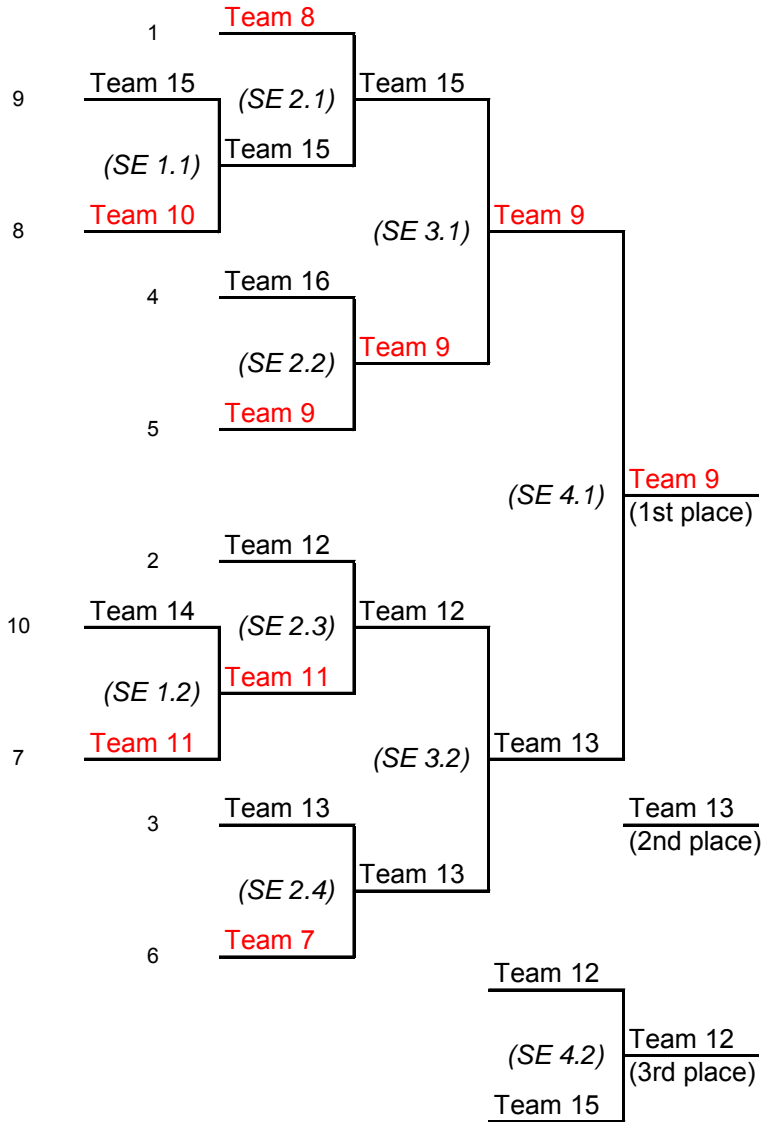 1 Team 8
9 Team 15 (SE 2.1) Team 15
(SE 1.1) Team 15
8 Team 10 (SE 3.1) Team 9
4 Team 16
(SE 2.2) Team 9
5 Team 9
(SE 4.1) Team 9
(1st place)
2 Team 12
10 Team 14 (SE 2.3) Team 12
(SE 1.2) Team 11
7 Team 11 (SE 3.2) Team 13
3 Team 13 Team 13
(2nd place)
(SE 2.4) Team 13
6 Team 7
Team 12
(SE 4.2) Team 12
(3rd place)
Team 15